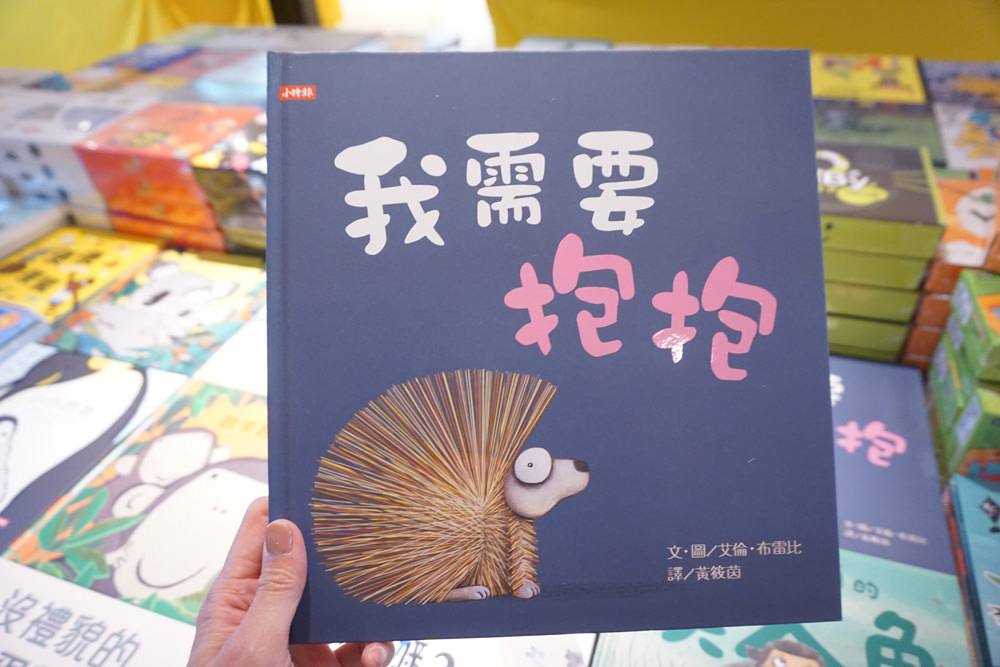 小時報
我需要
抱抱
文·圖/艾倫·布雷比
譯/黃筱茵
抱
沒禮貌的
的